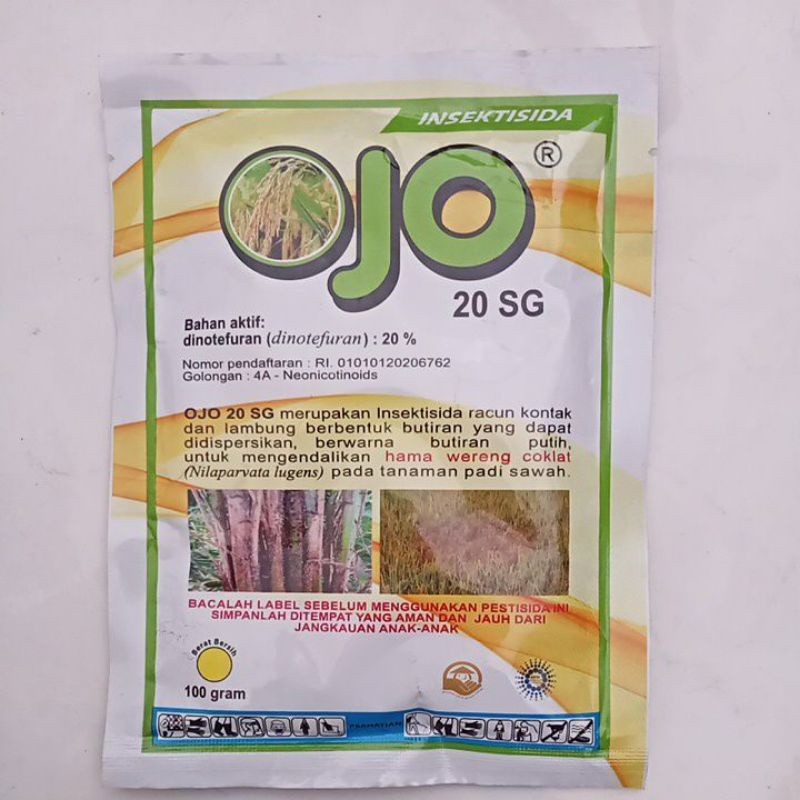 INSEKTISIDA
OJO ®
20 SG
Bahan aktif:
dinotefuran (dinotefuran) : 20 %
Nomor pendaftaran : RI. 01010120206762
Golongan : 4A - Neonicotinoids
OJO 20 SG merupakan Insektisida racun kontak
dan lambung berbentuk butiran yang dapat
didispersikan, berwarna butiran putih,
untuk mengendalikan hama wereng coklat
(Nilaparvata lugens) pada tanaman padi sawah.
BACALAH LABEL SEBELUM MENGGUNAKAN PESTISIDA INI
SIMPANLAH DITEMPAT YANG AMAN DAN JAUH DARI
JANGKAUAN ANAK-ANAK
Berat Bersih
100 gram